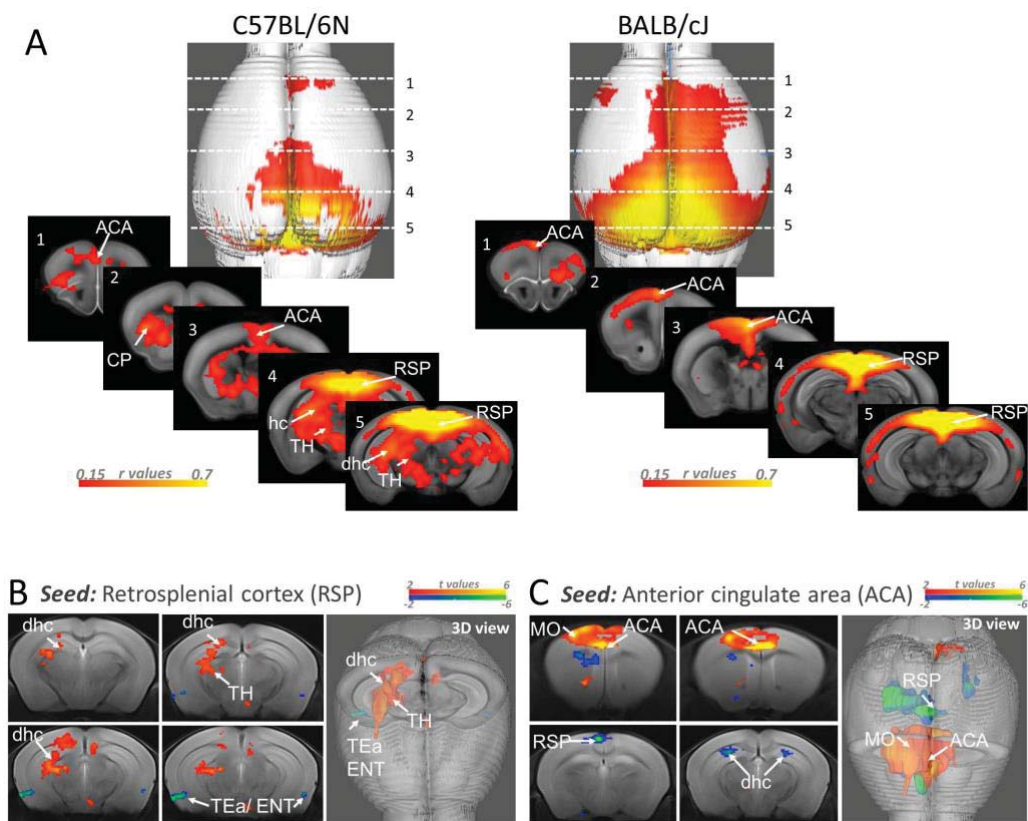 A
C57BL/6N
BALB/cJ
1
2
3
4
5
1
2
3
4
5
1
ACA
2
CP
3
ACA
4
RSP
hc
TH
5
RSP
dhc
TH
0.15 r values 0.7
1
ACA
2
ACA
3
ACA
4
RSP
5
RSP
0.15 r values 0.7
B Seed: Retrosplenial cortex (RSP)
2 t values 6
-2 -6
dhc
dhc
TH
dhc
TEa/ ENT
3D view
dhc
TH
TEa
ENT
C Seed: Anterior cingulate area (ACA)
2 t values 6
-2 -6
MO
ACA
ACA
RSP
dhc
3D view
RSP
MO
ACA